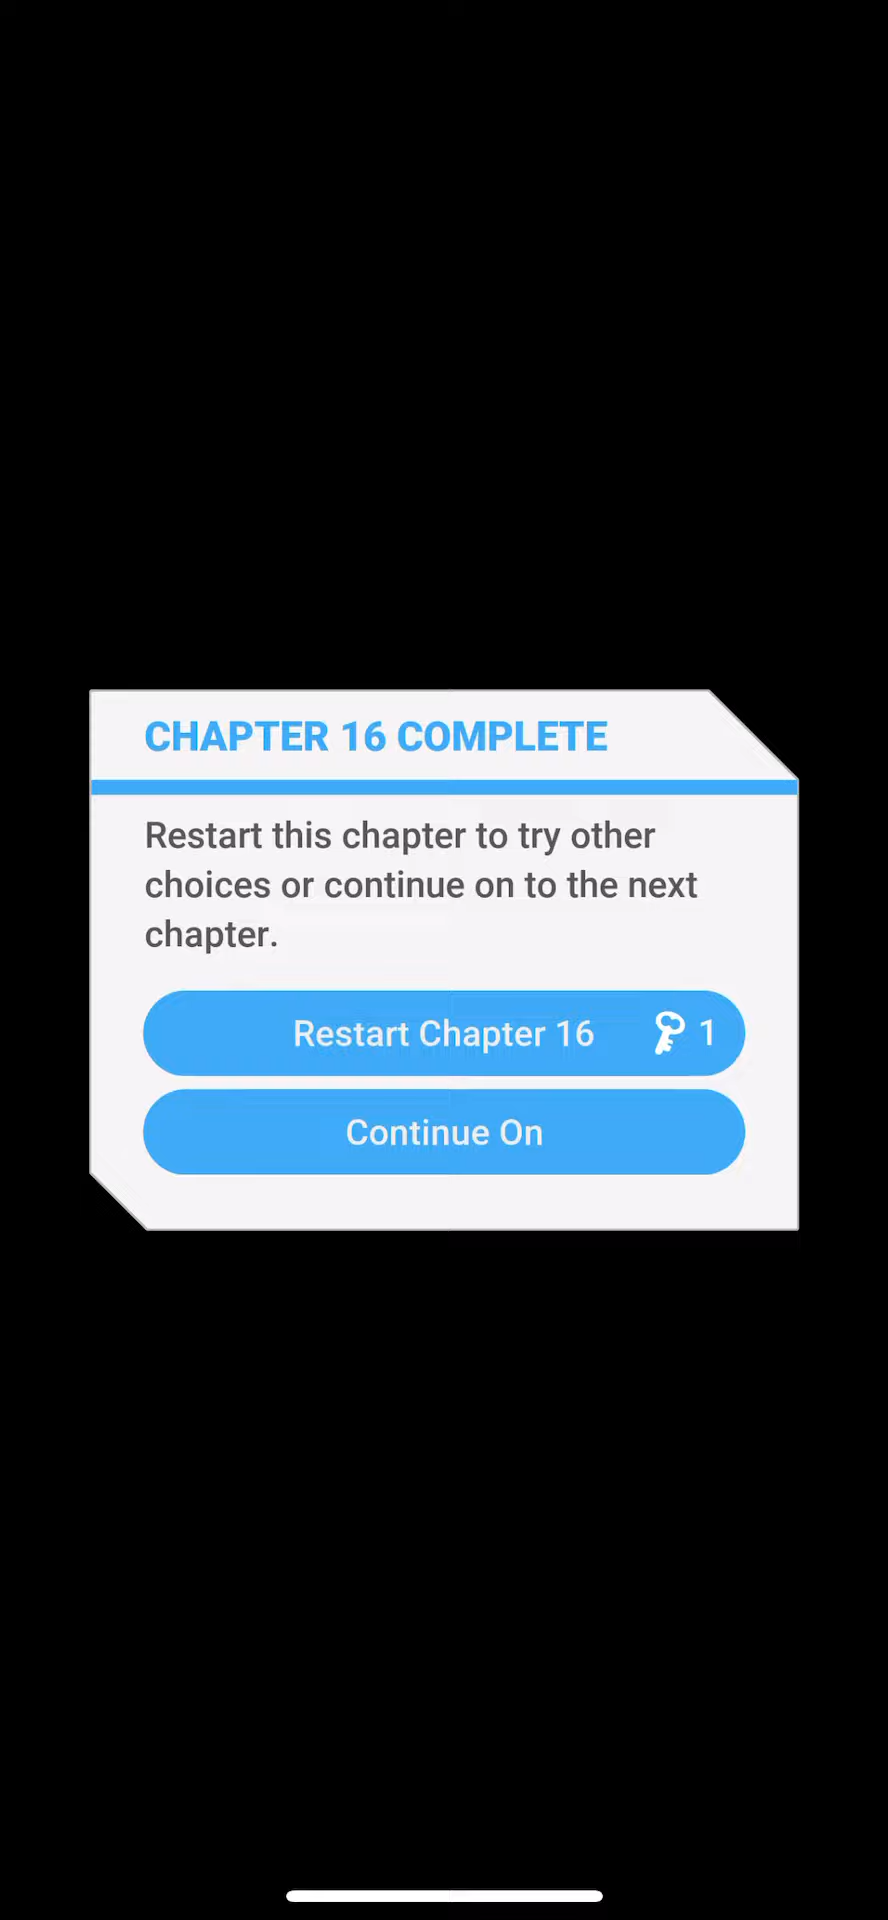 CHAPTER 16 COMPLETE
Restart this chapter to try other
choices or continue on to the next
chapter.
Restart Chapter 16 1
Continue On